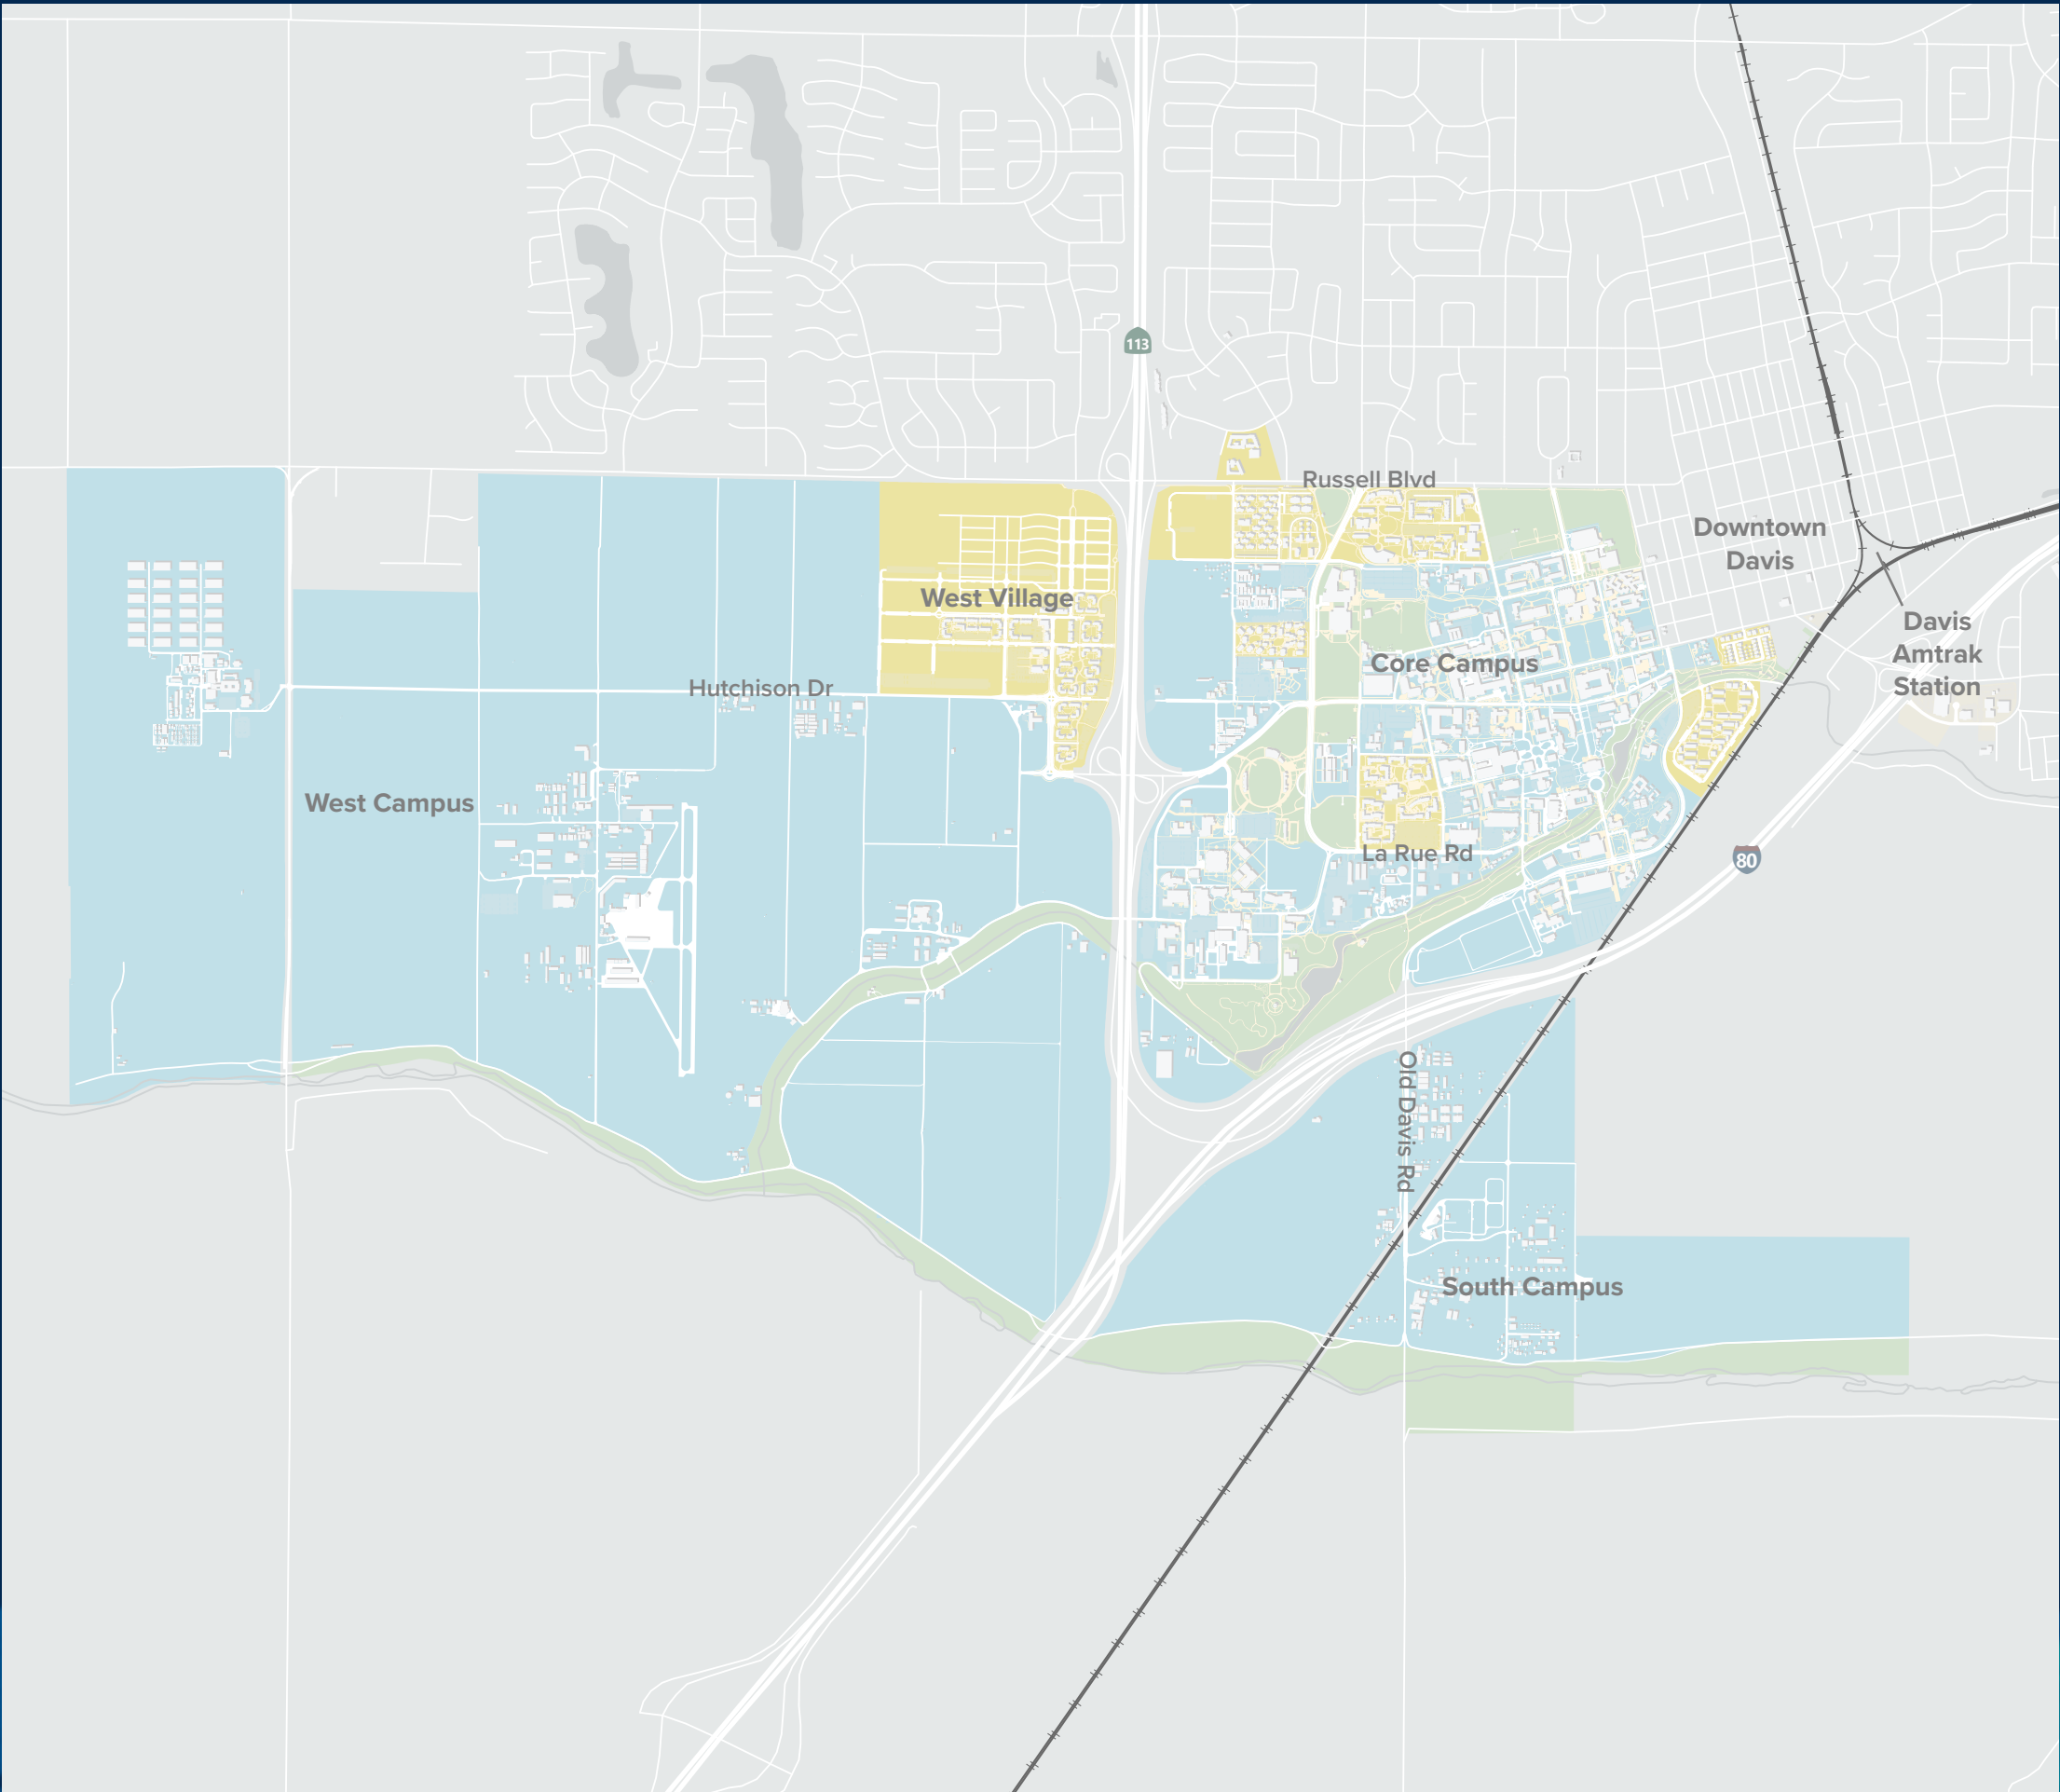 113
Russell Blvd
Downtown
Davis
West Village
Davis
Amtrak
Station
Core Campus
Hutchison Dr
West Campus
La Rue Rd
80
Old Davis Rd
South Campus